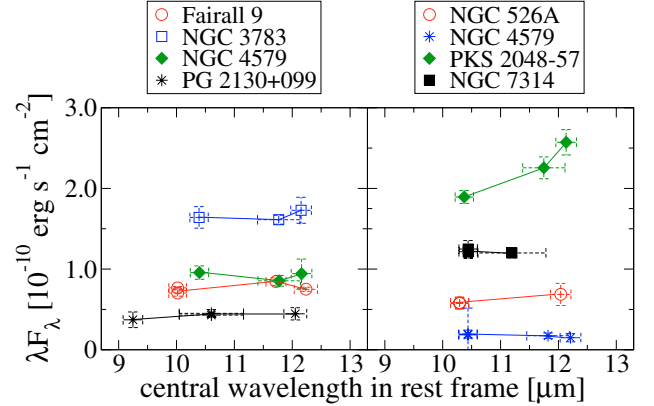 Fairall 9
NGC 3783
NGC 4579
PG 2130+099
NGC 526A
NGC 4579
PKS 2048-57
NGC 7314
3.0
2.0
1.0
0
λF_λ [10^-10 erg s^-1 cm^-2]
9 10 11 12 13
9 10 11 12 13
central wavelength in rest frame [μm]